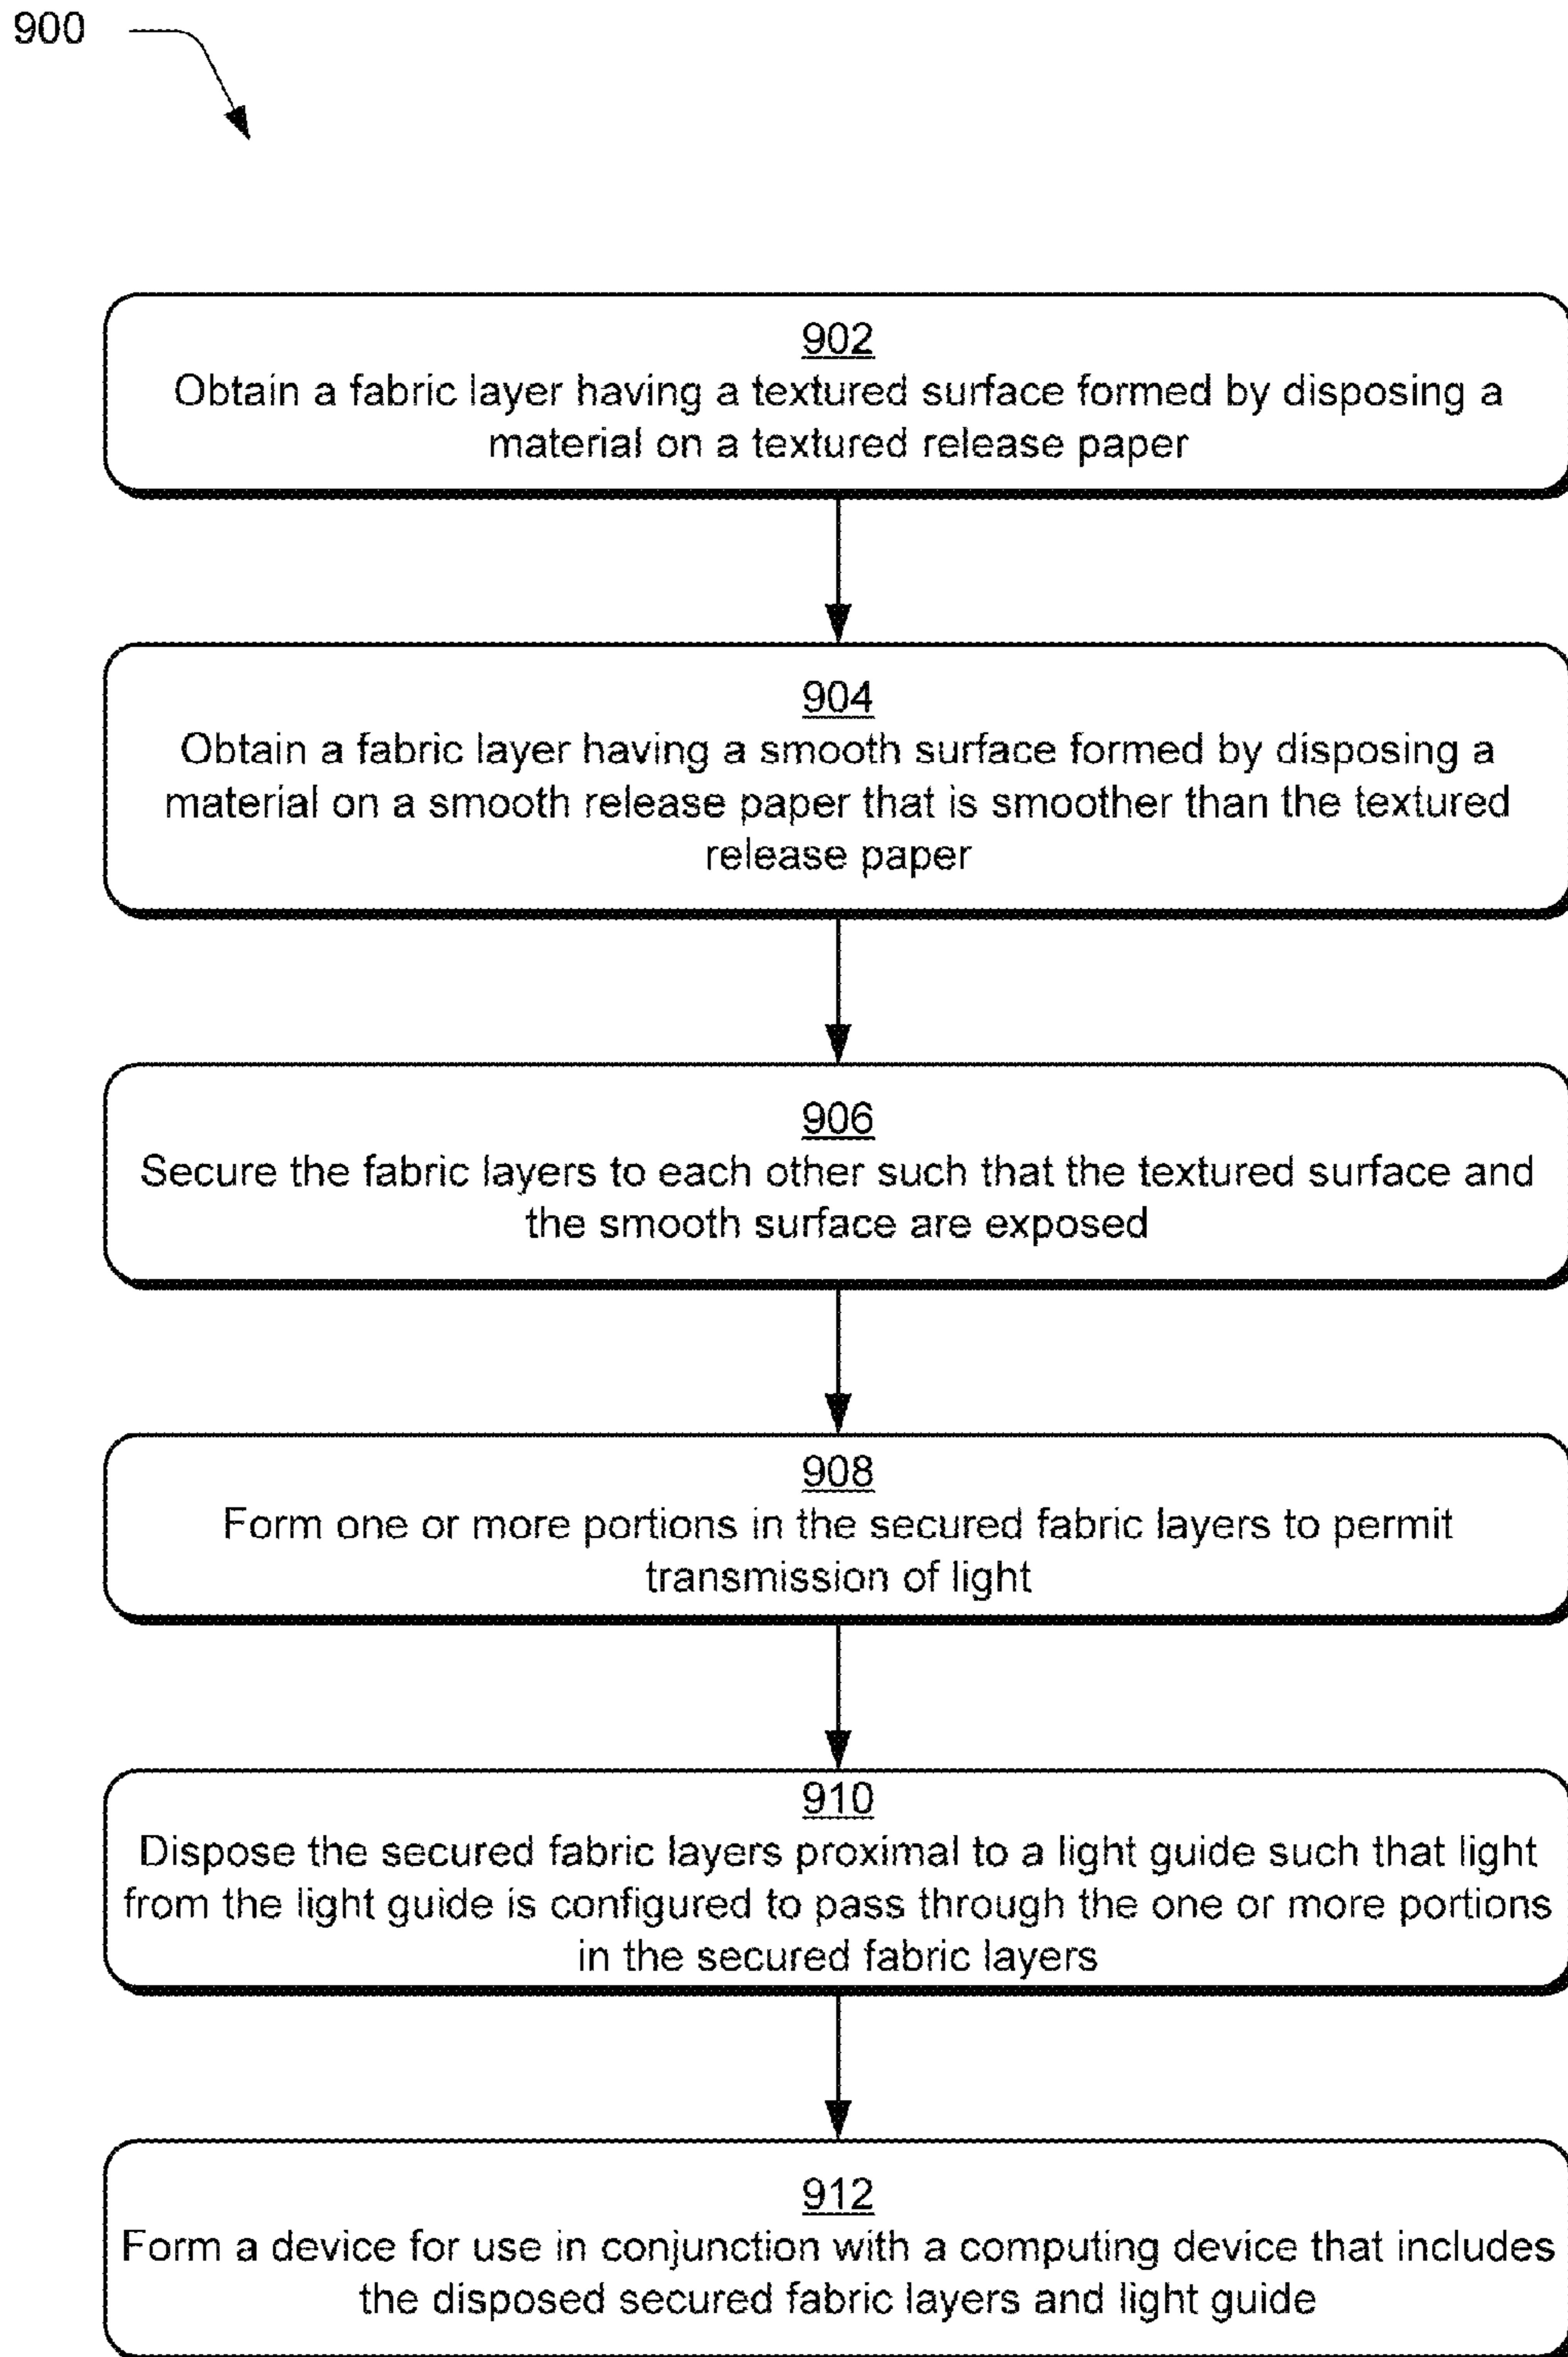 900
902
Obtain a fabric layer having a textured surface formed by disposing a
material on a textured release paper
904
Obtain a fabric layer having a smooth surface formed by disposing a
material on a smooth release paper that is smoother than the textured
release paper
906
Secure the fabric layers to each other such that the textured surface and
the smooth surface are exposed
908
Form one or more portions in the secured fabric layers to permit
transmission of light
910
Dispose the secured fabric layers proximal to a light guide such that light
from the light guide is configured to pass through the one or more portions
in the secured fabric layers
912
Form a device for use in conjunction with a computing device that includes
the disposed secured fabric layers and light guide